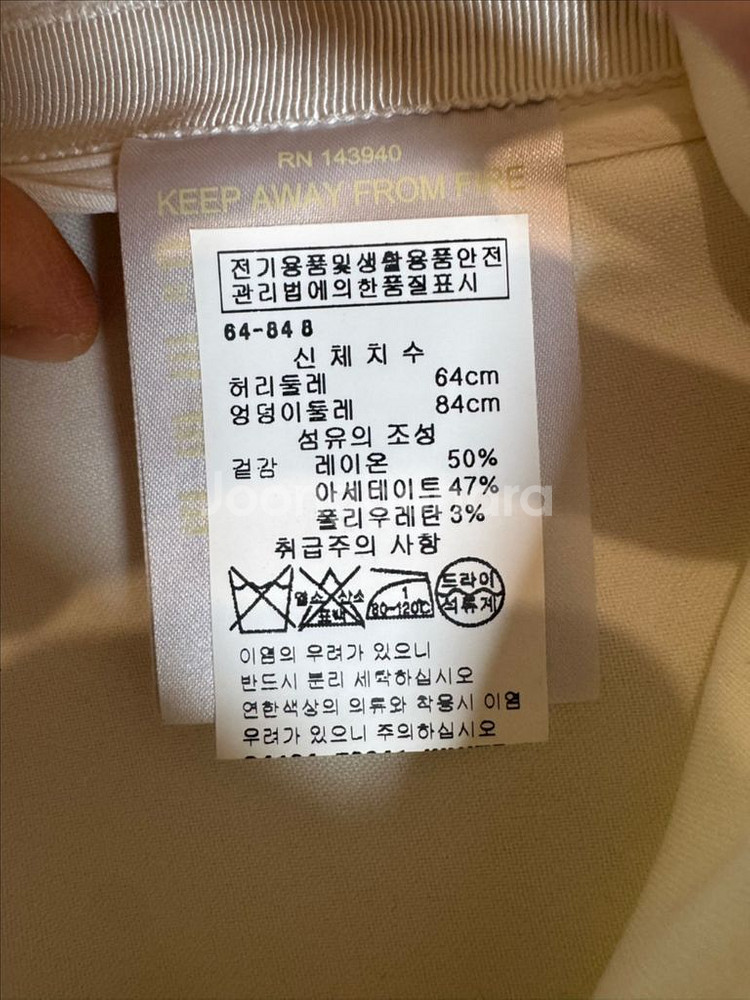 RN 143940
KEEP AWAY FROM FIRE
전기용품및생활용품안전
관리법에의한품질표시
64-84 8
신 체 치 수
허리둘레 64cm
엉덩이둘레 84cm
섬유의 조성
겉감 레이온 50%
아세테이트 47%
폴리우레탄 3%
취급주의 사항
염소 산소
표백
1
80-120℃
드라이
석유계
이염의 우려가 있으니
반드시 분리 세탁하십시오
연한색상의 의류와 착용시 이염
우려가 있으니 주의하십시오